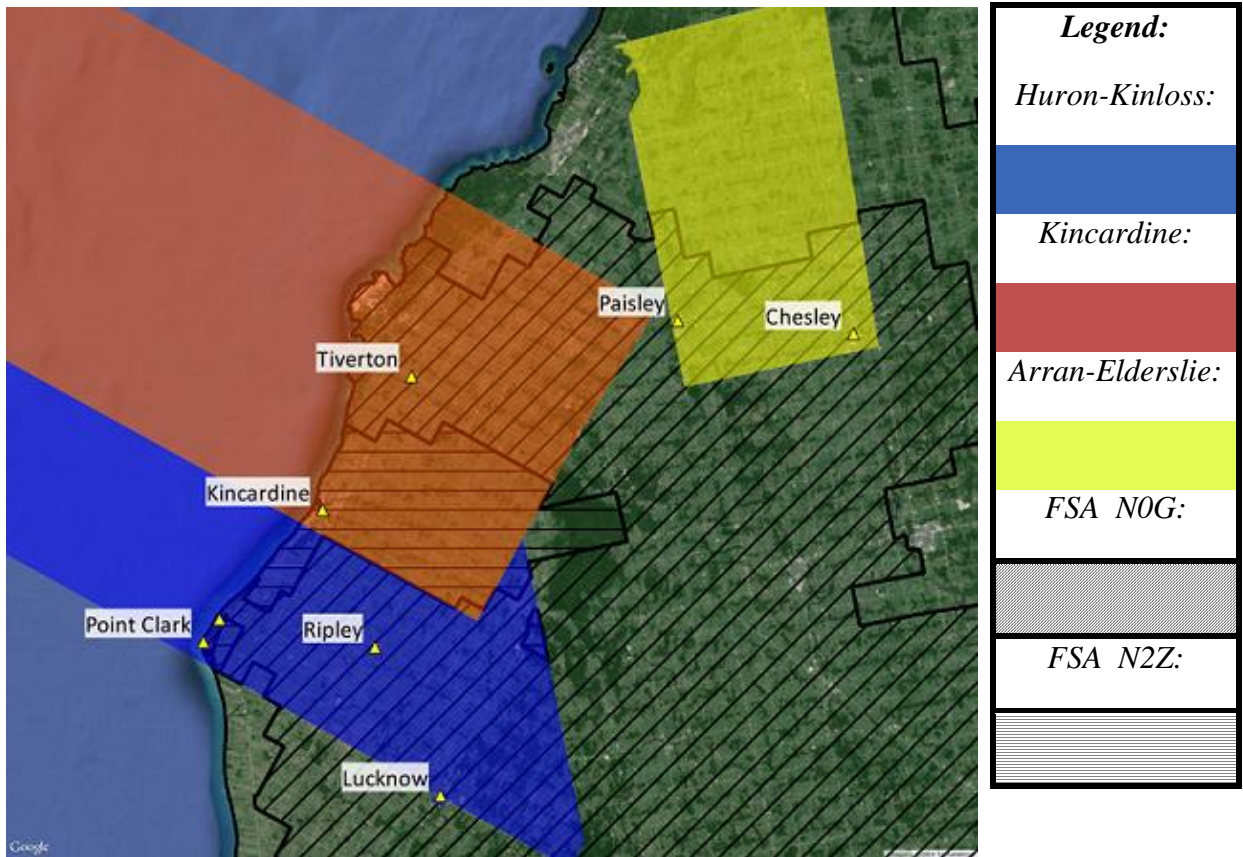 Paisley
Chesley
Tiverton
Kincardine
Point Clark
Ripley
Lucknow
Google
Legend:
Huron-Kinloss:
Kincardine:
Arran-Elderslie:
FSA N0G:
FSA N2Z: